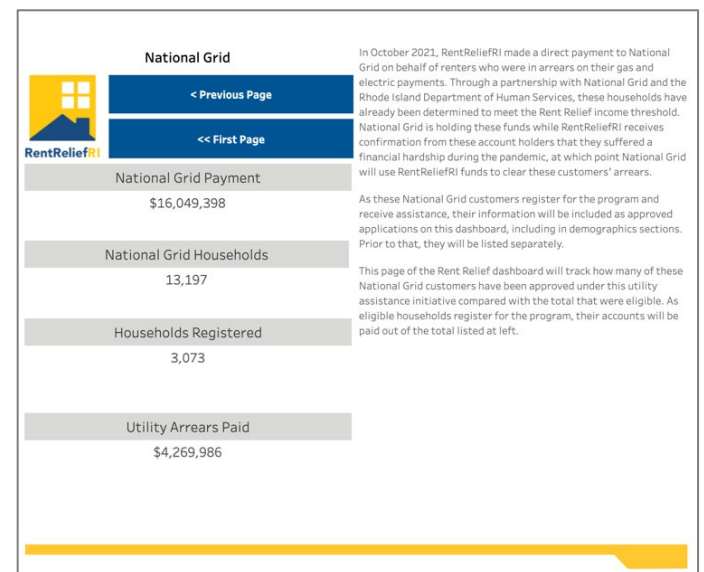 National Grid
< Previous Page
<< First Page
RentReliefRI
National Grid Payment
$16,049,398
National Grid Households
13,197
Households Registered
3,073
Utility Arrears Paid
$4,269,986
In October 2021, RentReliefRI made a direct payment to National
Grid on behalf of renters who were in arrears on their gas and
electric payments. Through a partnership with National Grid and the
Rhode Island Department of Human Services, these households have
already been determined to meet the Rent Relief income threshold.
National Grid is holding these funds while RentReliefRI receives
confirmation from these account holders that they suffered a
financial hardship during the pandemic, at which point National Grid
will use RentReliefRI funds to clear these customers' arrears.
As these National Grid customers register for the program and
receive assistance, their information will be included as approved
applications on this dashboard, including in demographics sections.
Prior to that, they will be listed separately.
This page of the Rent Relief dashboard will track how many of these
National Grid customers have been approved under this utility
assistance initiative compared with the total that were eligible. As
eligible households register for the program, their accounts will be
paid out of the total listed at left.